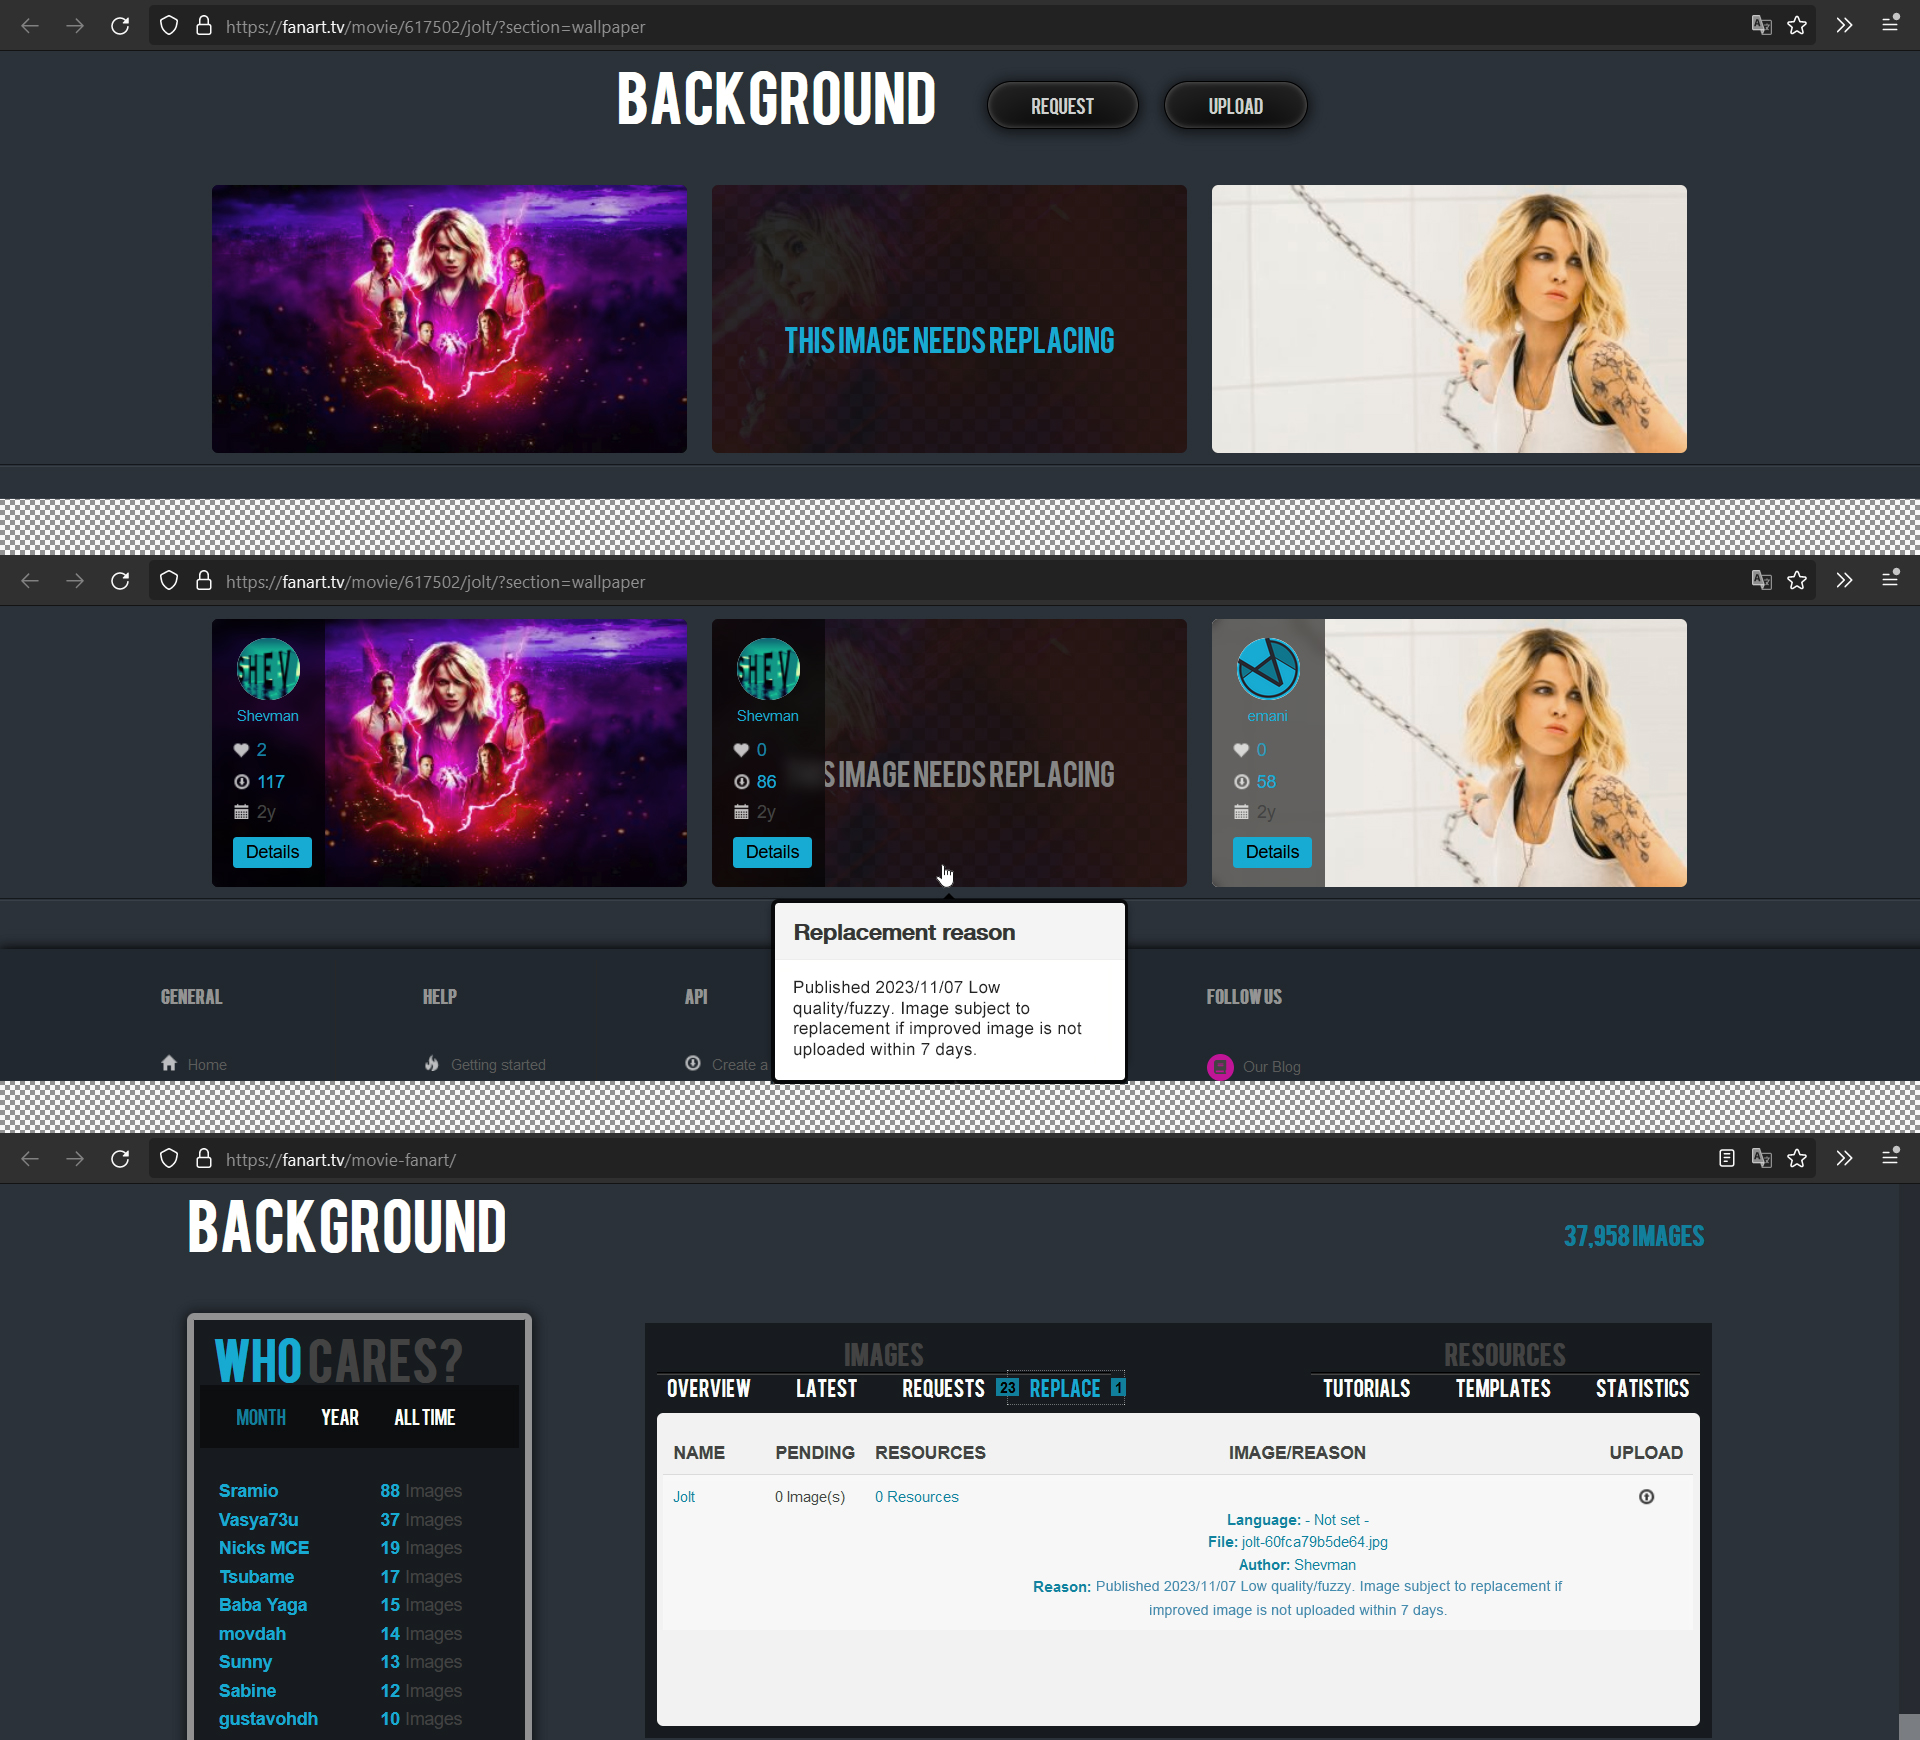 https://fanart.tv/movie/617502/jolt/?section=wallpaper
BACKGROUND
REQUEST
UPLOAD
THIS IMAGE NEEDS REPLACING
https://fanart.tv/movie/617502/jolt/?section=wallpaper
SHEV
Shevman
2
117
2y
Details
SHEV
Shevman
0
86
2y
Details
S IMAGE NEEDS REPLACING
emani
0
58
2y
Details
Replacement reason
Published 2023/11/07 Low
quality/fuzzy. Image subject to
replacement if improved image is not
uploaded within 7 days.
GENERAL
HELP
API
FOLLOW US
Home
Getting started
Create a
Our Blog
https://fanart.tv/movie-fanart/
BACKGROUND
37,958 IMAGES
WHO CARES?
MONTH YEAR ALL TIME
Sramio 88 Images
Vasya73u 37 Images
Nicks MCE 19 Images
Tsubame 17 Images
Baba Yaga 15 Images
movdah 14 Images
Sunny 13 Images
Sabine 12 Images
gustavohdh 10 Images
IMAGES
RESOURCES
OVERVIEW LATEST REQUESTS 23 REPLACE 1
TUTORIALS TEMPLATES STATISTICS
NAME PENDING RESOURCES IMAGE/REASON UPLOAD
Jolt 0 Image(s) 0 Resources
Language: - Not set -
File: jolt-60fca79b5de64.jpg
Author: Shevman
Reason: Published 2023/11/07 Low quality/fuzzy. Image subject to replacement if
improved image is not uploaded within 7 days.